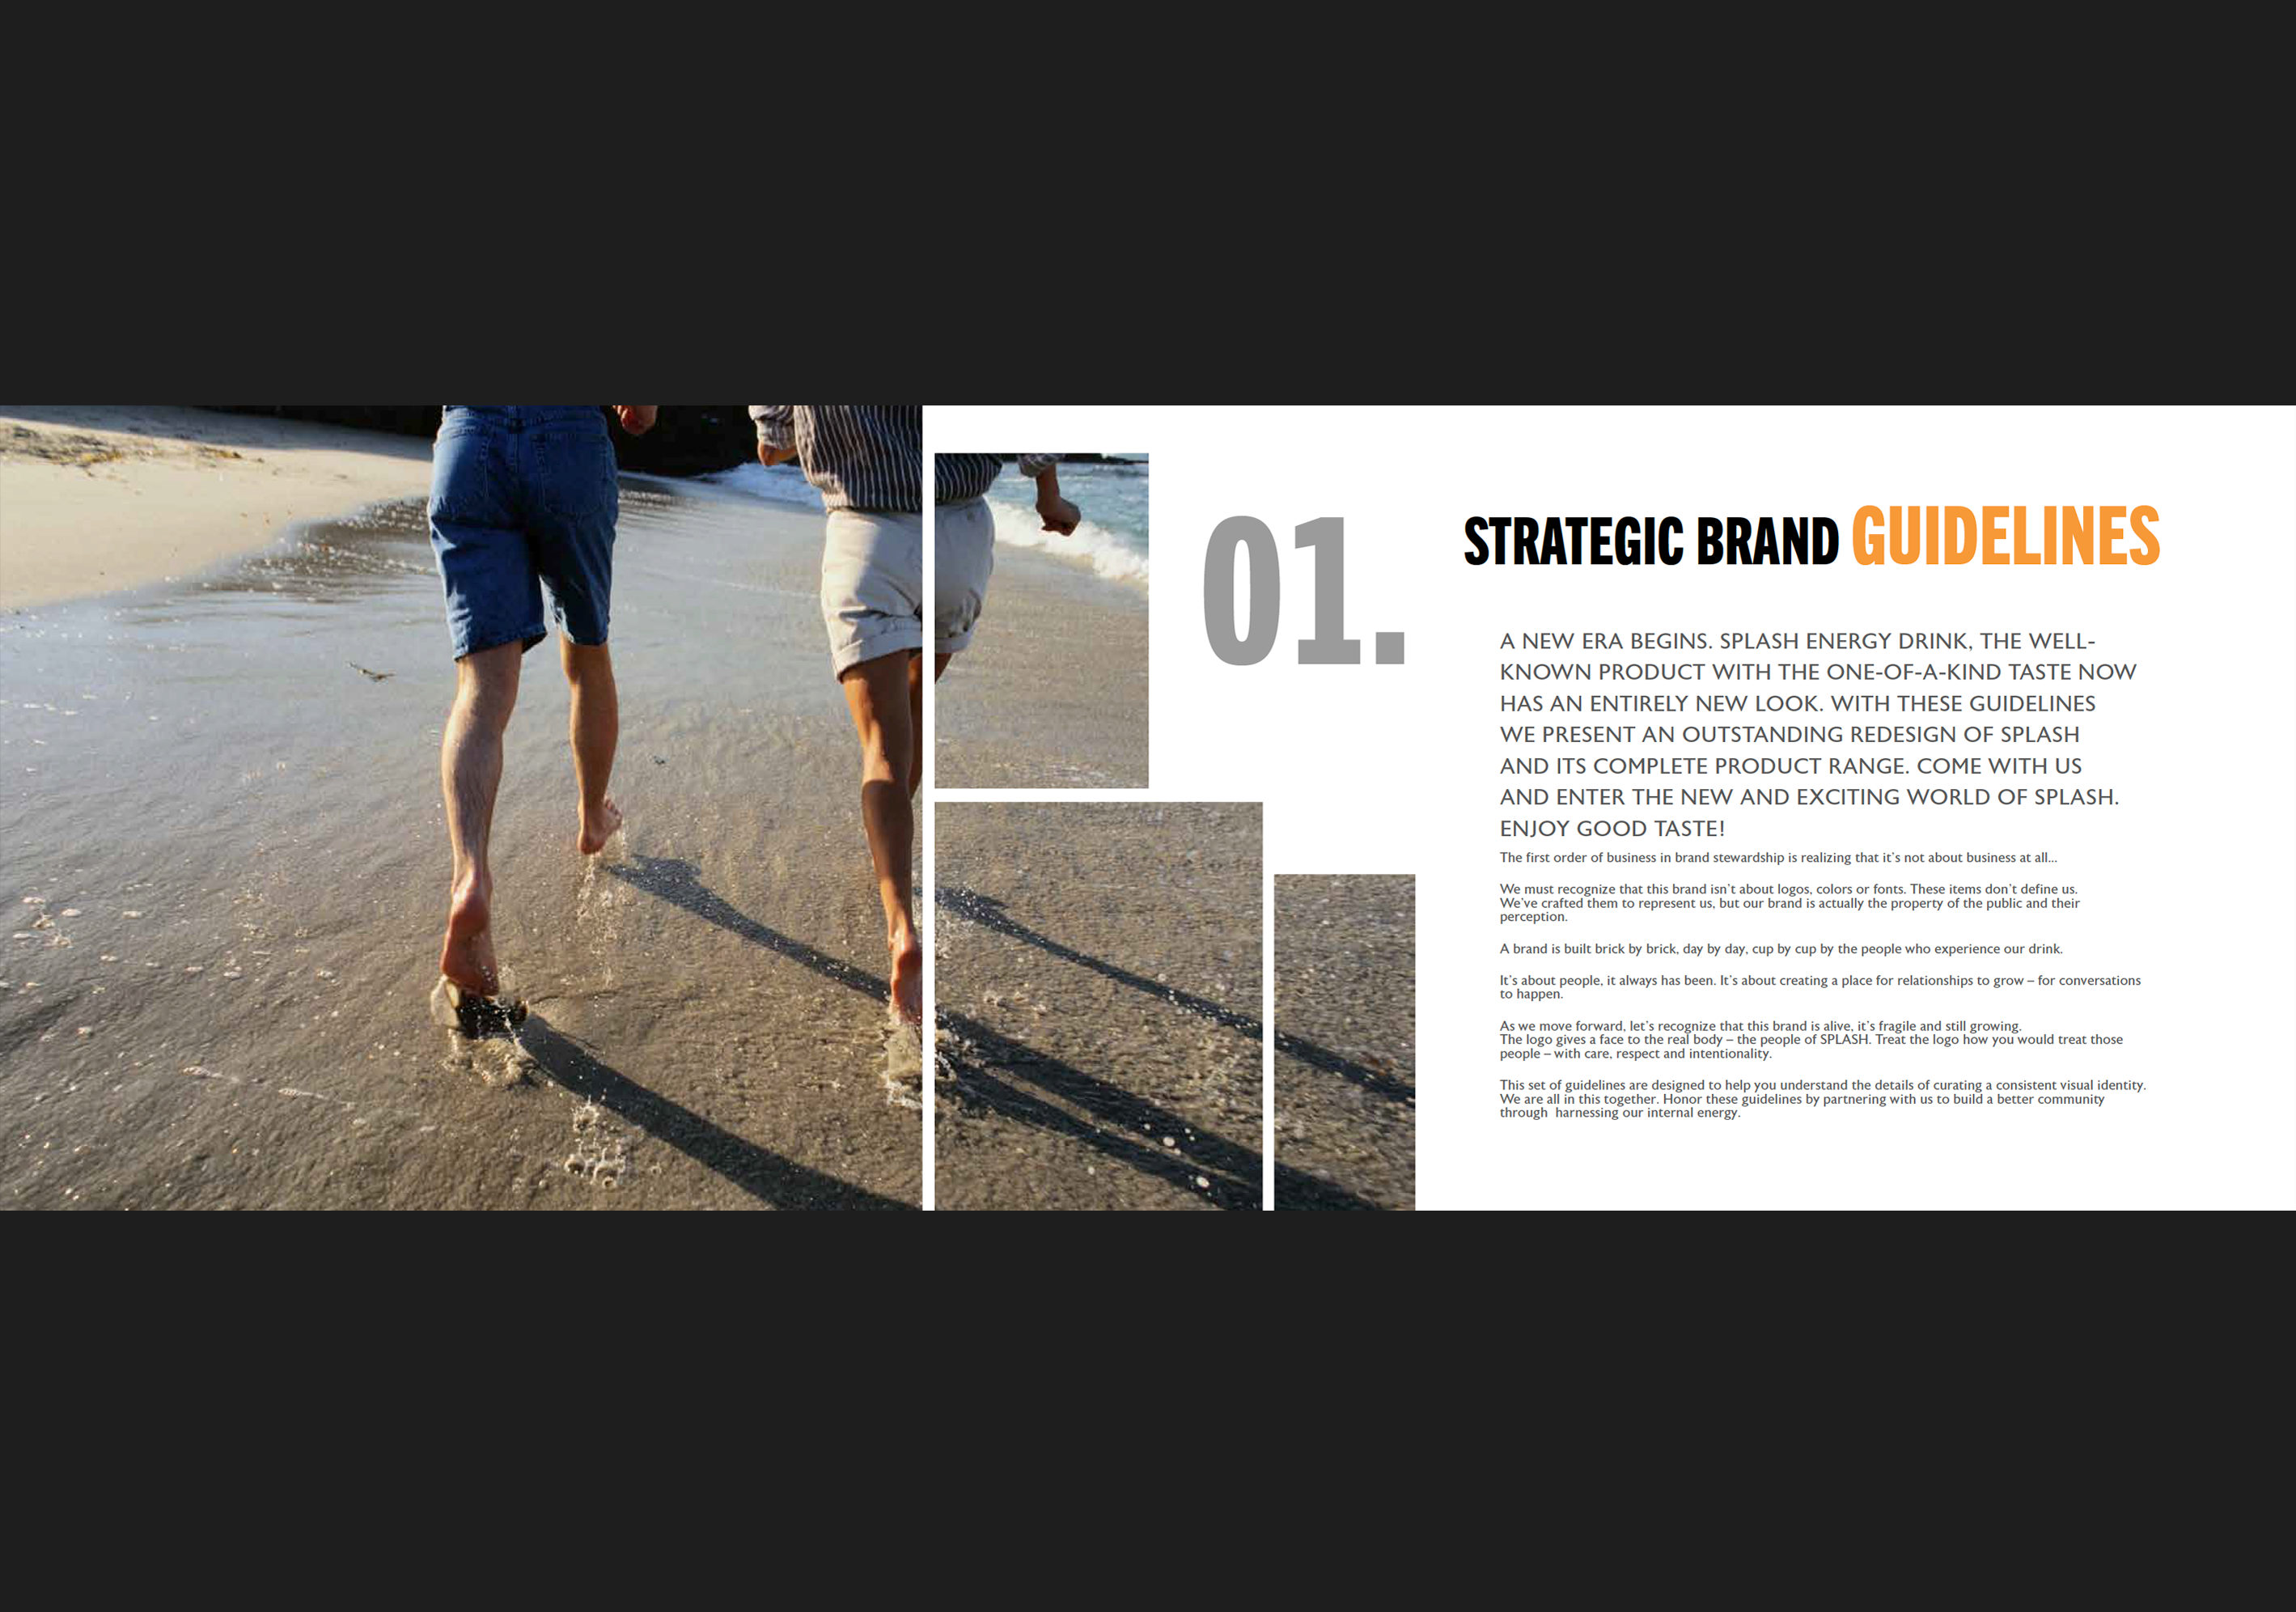 01.
STRATEGIC BRAND GUIDELINES
A NEW ERA BEGINS. SPLASH ENERGY DRINK, THE WELL-
KNOWN PRODUCT WITH THE ONE-OF-A-KIND TASTE NOW
HAS AN ENTIRELY NEW LOOK. WITH THESE GUIDELINES
WE PRESENT AN OUTSTANDING REDESIGN OF SPLASH
AND ITS COMPLETE PRODUCT RANGE. COME WITH US
AND ENTER THE NEW AND EXCITING WORLD OF SPLASH.
ENJOY GOOD TASTE!
The first order of business in brand stewardship is realizing that it's not about business at all...
We must recognize that this brand isn't about logos, colors or fonts. These items don't define us.
We've crafted them to represent us, but our brand is actually the property of the public and their
perception.
A brand is built brick by brick, day by day, cup by cup by the people who experience our drink.
It's about people, it always has been. It's about creating a place for relationships to grow – for conversations
to happen.
As we move forward, let's recognize that this brand is alive, it's fragile and still growing.
The logo gives a face to the real body – the people of SPLASH. Treat the logo how you would treat those
people – with care, respect and intentionality.
This set of guidelines are designed to help you understand the details of curating a consistent visual identity.
We are all in this together. Honor these guidelines by partnering with us to build a better community
through  harnessing our internal energy.